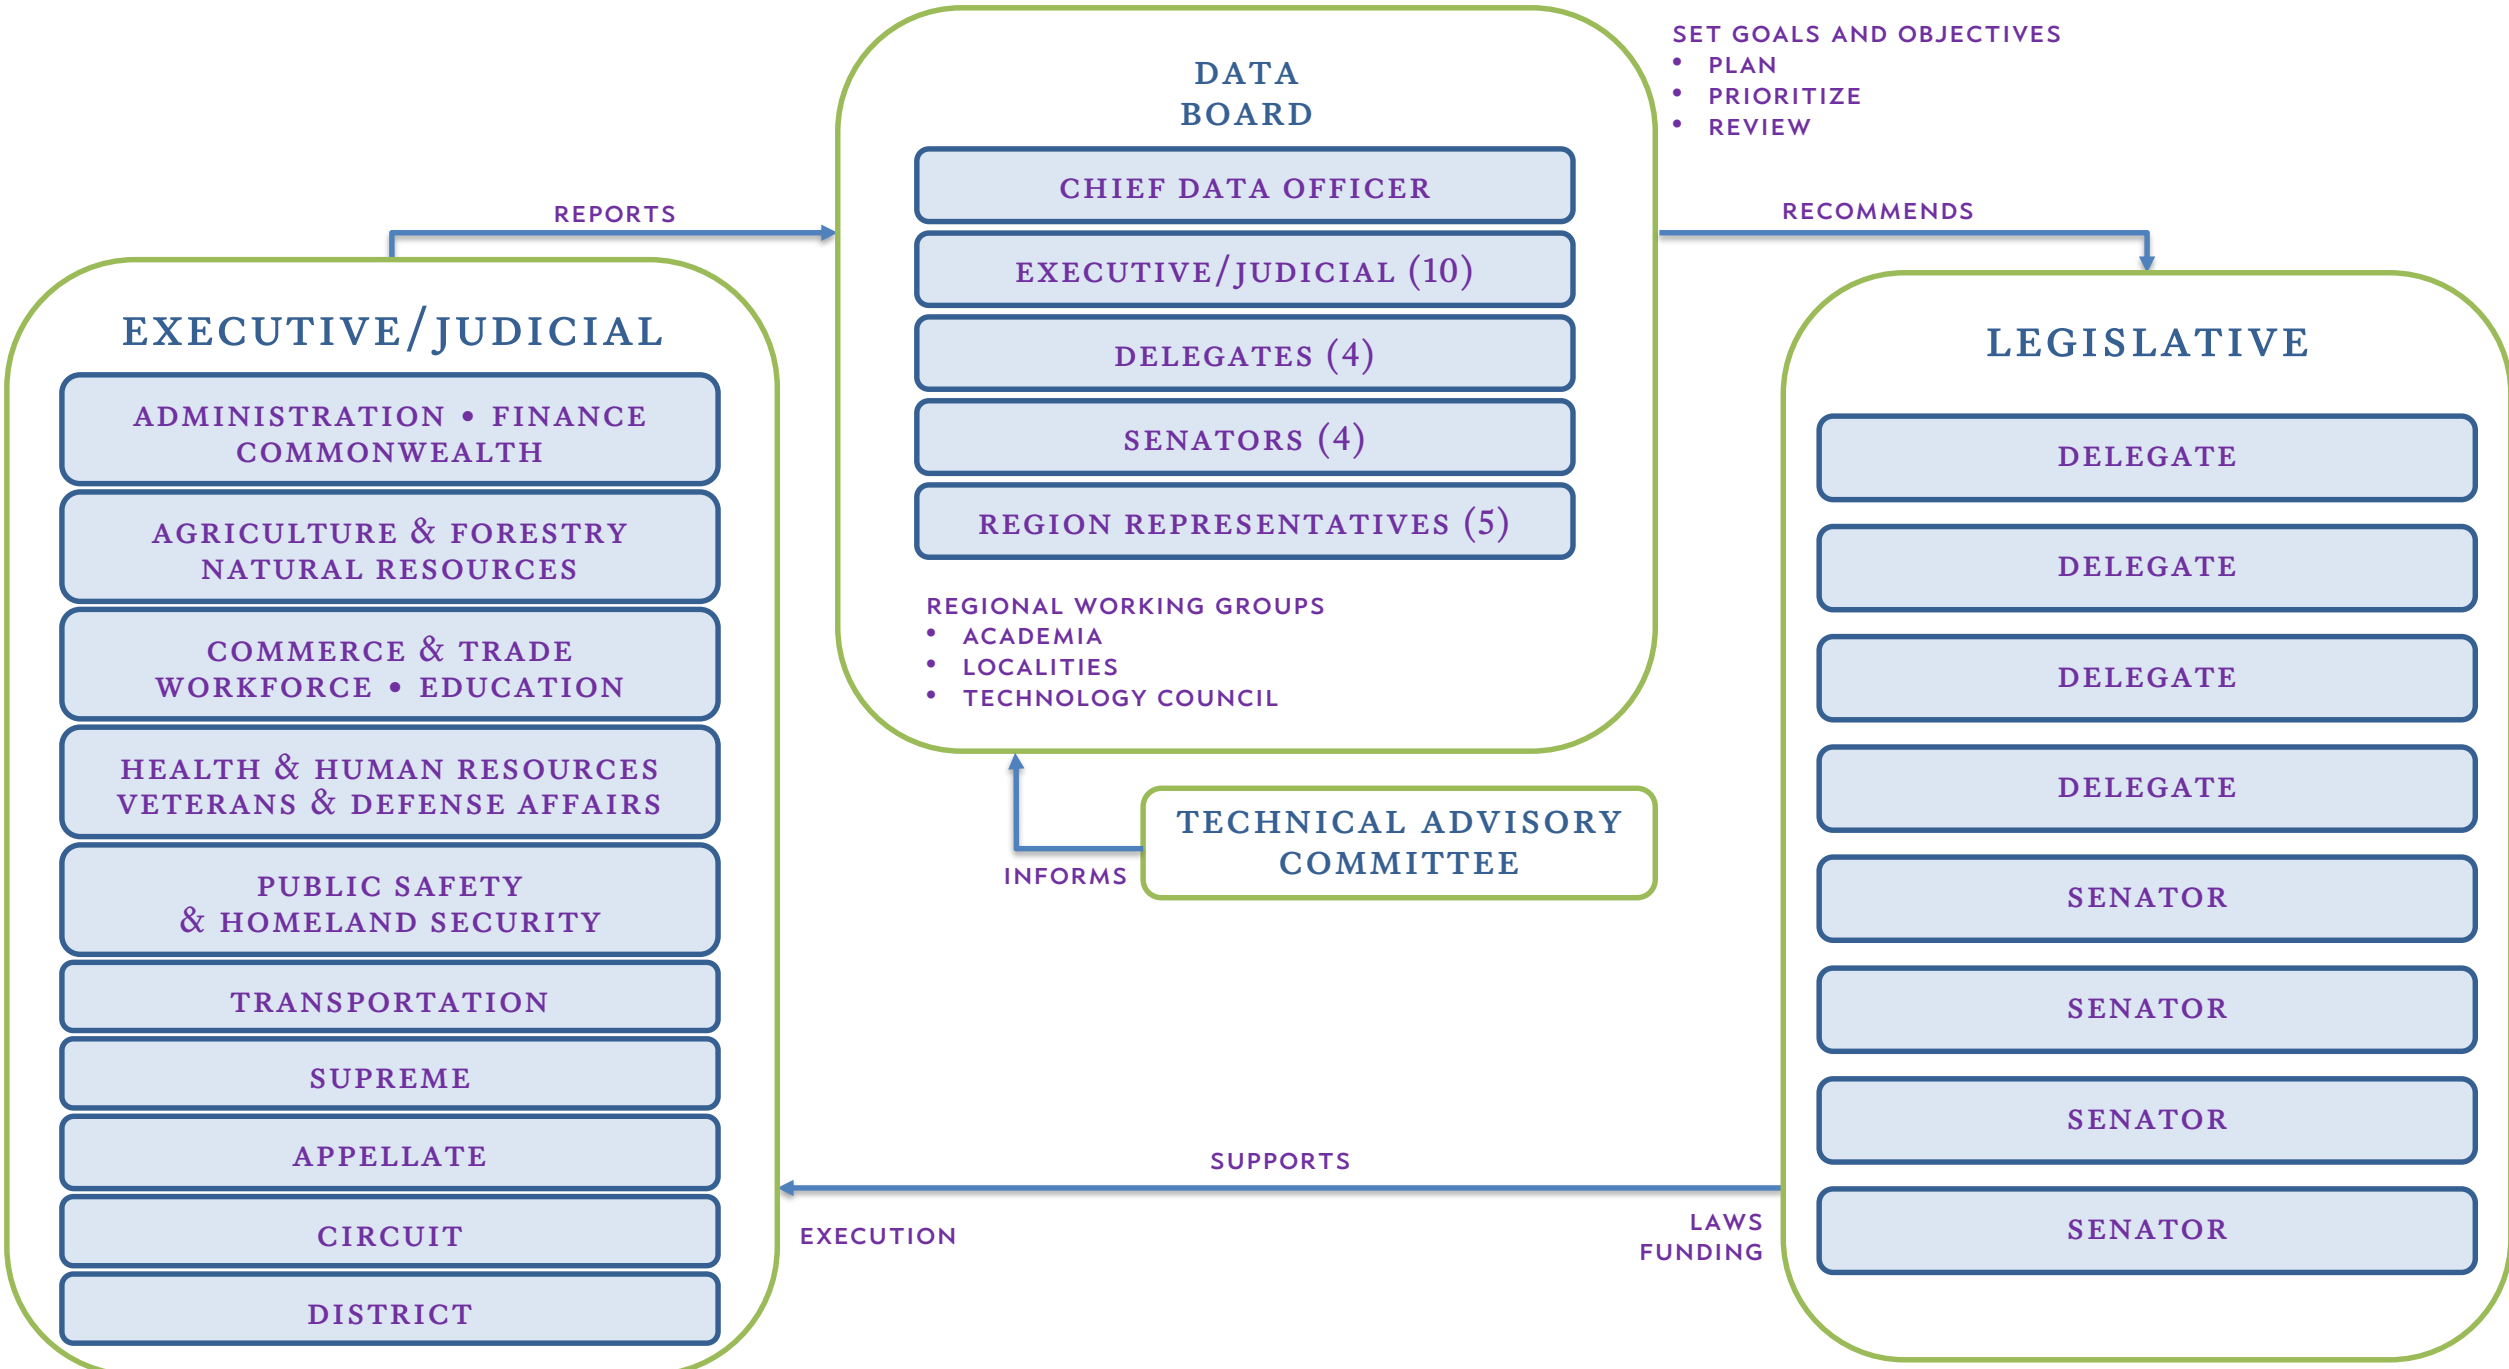 DATA
BOARD
CHIEF DATA OFFICER
EXECUTIVE/JUDICIAL (10)
DELEGATES (4)
SENATORS (4)
REGION REPRESENTATIVES (5)
REGIONAL WORKING GROUPS
• ACADEMIA
• LOCALITIES
• TECHNOLOGY COUNCIL
SET GOALS AND OBJECTIVES
• PLAN
• PRIORITIZE
• REVIEW
REPORTS
RECOMMENDS
EXECUTIVE/JUDICIAL
ADMINISTRATION • FINANCE
COMMONWEALTH
AGRICULTURE & FORESTRY
NATURAL RESOURCES
COMMERCE & TRADE
WORKFORCE • EDUCATION
HEALTH & HUMAN RESOURCES
VETERANS & DEFENSE AFFAIRS
PUBLIC SAFETY
& HOMELAND SECURITY
TRANSPORTATION
SUPREME
APPELLATE
CIRCUIT
DISTRICT
TECHNICAL ADVISORY
COMMITTEE
INFORMS
LEGISLATIVE
DELEGATE
DELEGATE
DELEGATE
DELEGATE
SENATOR
SENATOR
SENATOR
SENATOR
SUPPORTS
EXECUTION
LAWS
FUNDING